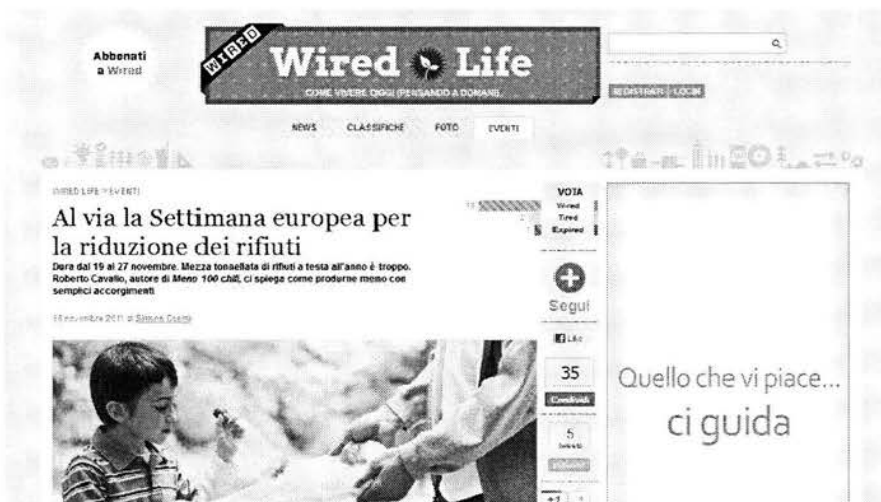 Abbonati
a Wired
WIRED
Wired Life
COME VIVERE OGGI (PENSANDO A DOMANI)
REGISTRATI LOGIN
NEWS CLASSIFICHE FOTO EVENTI
WIRED LIFE > EVENTI
Al via la Settimana europea per
la riduzione dei rifiuti
Dura dal 19 al 27 novembre. Mezza tonnellata di rifiuti a testa all'anno è troppo.
Roberto Cavallo, autore di Meno 100 chili, ci spiega come produrne meno con
semplici accorgimenti
novembre 2011
VOTA
Wired
Tired
Expired
Segui
Like
35
Condividi
5
+1
Quello che vi piace...
ci guida